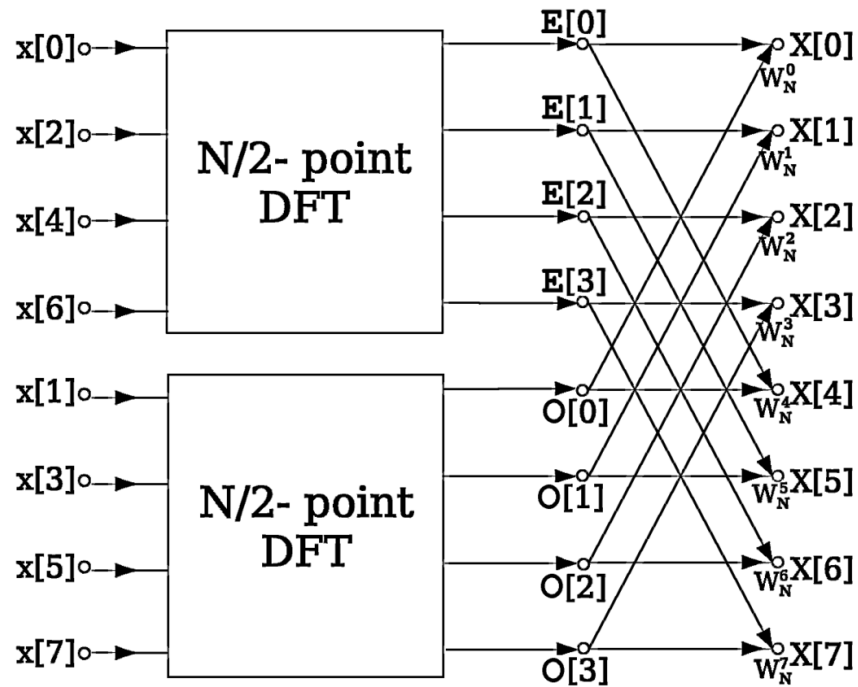 x[0]
x[2]
x[4]
x[6]
N/2- point
DFT
x[1]
x[3]
x[5]
x[7]
N/2- point
DFT
E[0]
E[1]
E[2]
E[3]
O[0]
O[1]
O[2]
O[3]
X[0]
W_N^0
X[1]
W_N^1
X[2]
W_N^2
X[3]
W_N^3
W_N^4 X[4]
W_N^5 X[5]
W_N^6 X[6]
W_N^7 X[7]